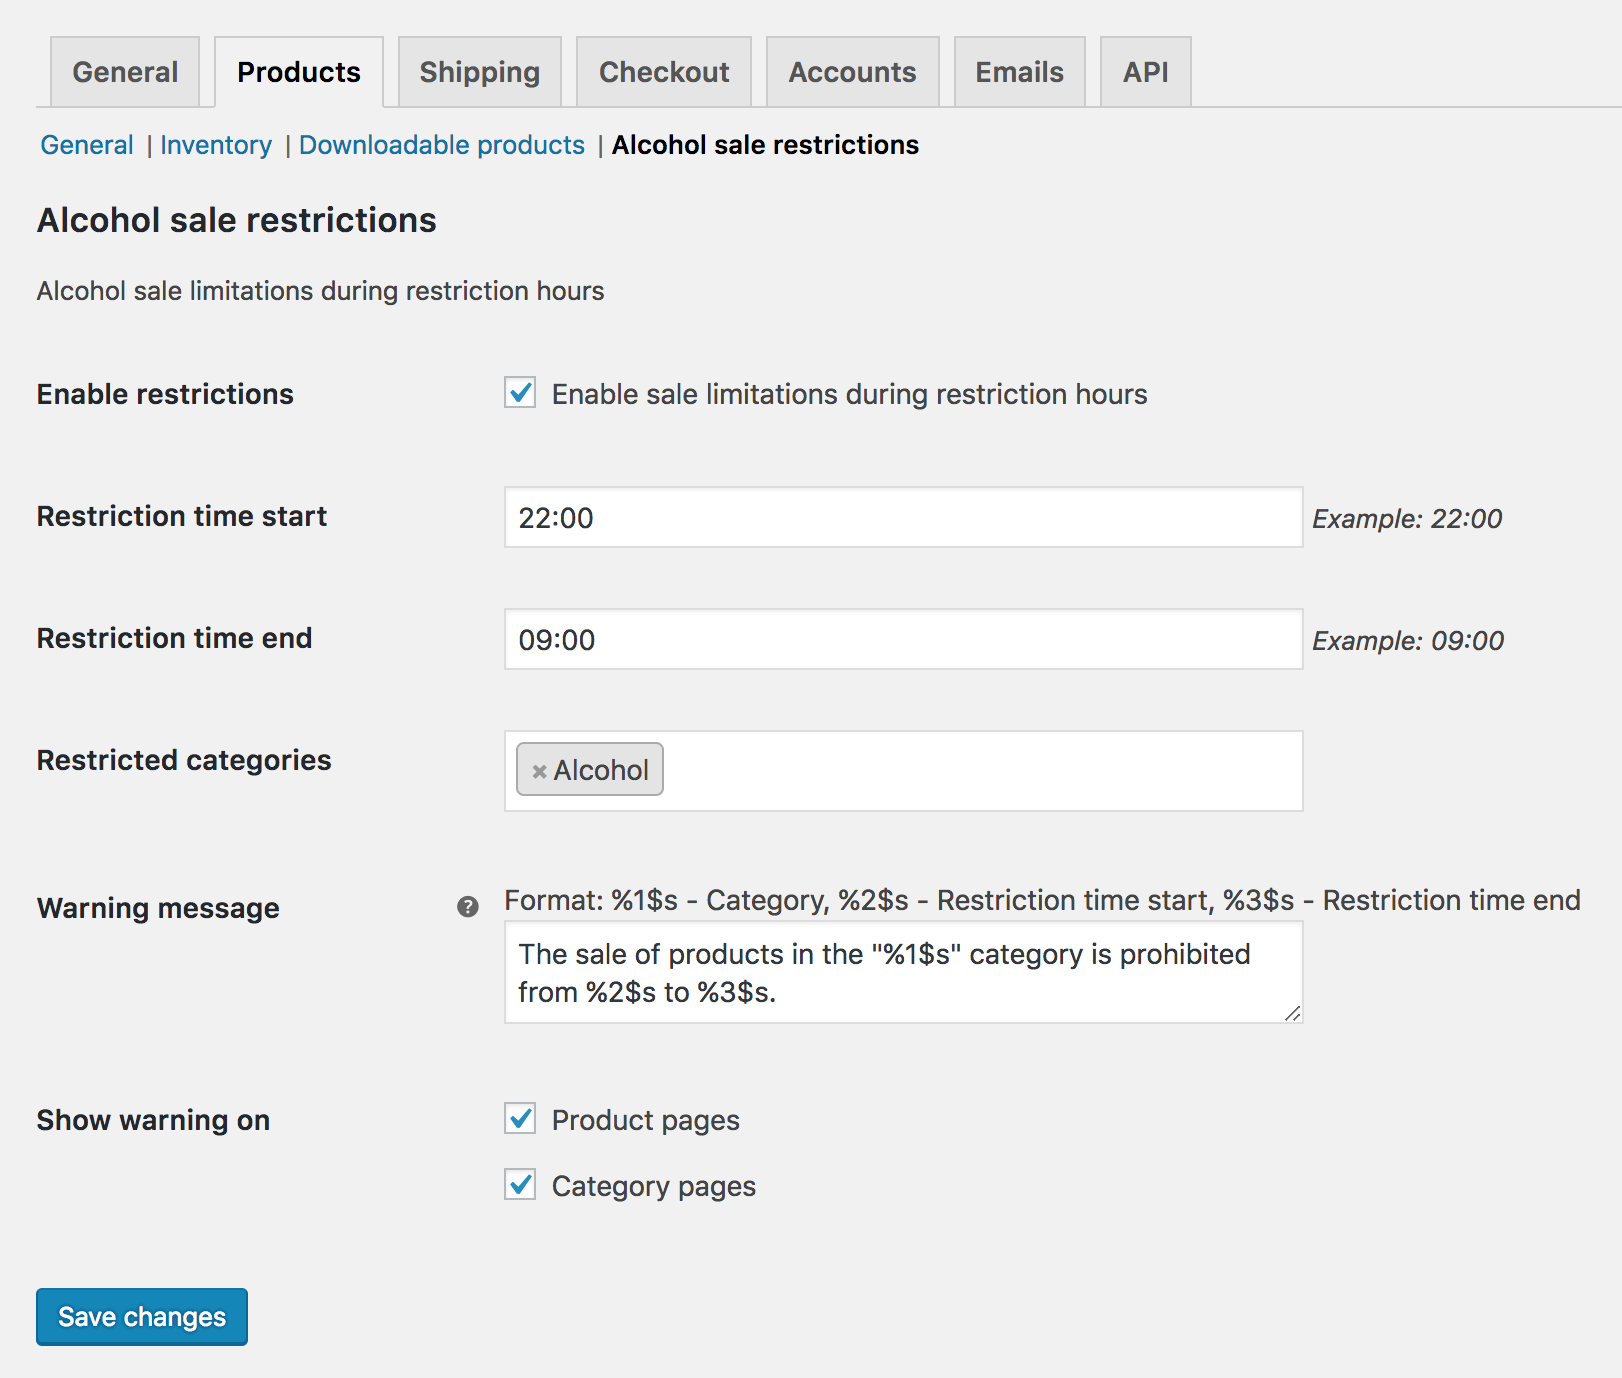 General Products Shipping Checkout Accounts Emails API
General | Inventory | Downloadable products | Alcohol sale restrictions
Alcohol sale restrictions
Alcohol sale limitations during restriction hours
Enable restrictions Enable sale limitations during restriction hours
Restriction time start 22:00 Example: 22:00
Restriction time end 09:00 Example: 09:00
Restricted categories × Alcohol
Warning message ? Format: %1$s - Category, %2$s - Restriction time start, %3$s - Restriction time end
The sale of products in the "%1$s" category is prohibited
from %2$s to %3$s.
Show warning on Product pages
Category pages
Save changes